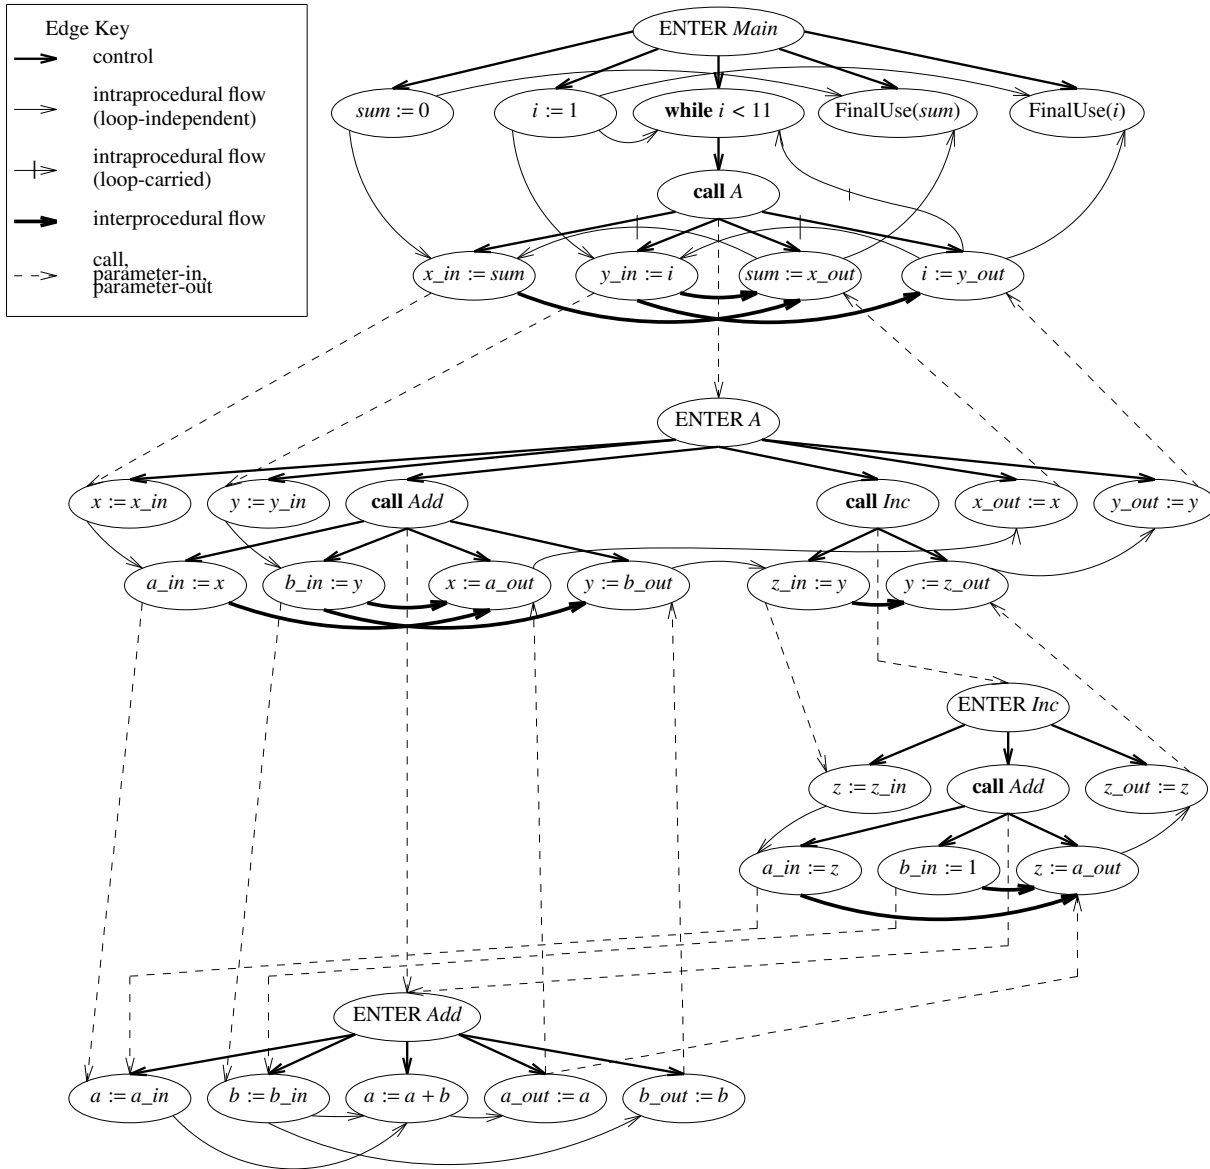 Edge Key
control
intraprocedural flow
(loop-independent)
intraprocedural flow
(loop-carried)
interprocedural flow
call,
parameter-in,
parameter-out
ENTER Main
sum := 0
i := 1
while i < 11
FinalUse(sum)
FinalUse(i)
call A
x_in := sum
y_in := i
sum := x_out
i := y_out
ENTER A
x := x_in
y := y_in
call Add
call Inc
x_out := x
y_out := y
a_in := x
b_in := y
x := a_out
y := b_out
z_in := y
y := z_out
ENTER Inc
z := z_in
call Add
z_out := z
a_in := z
b_in := 1
z := a_out
ENTER Add
a := a_in
b := b_in
a := a + b
a_out := a
b_out := b